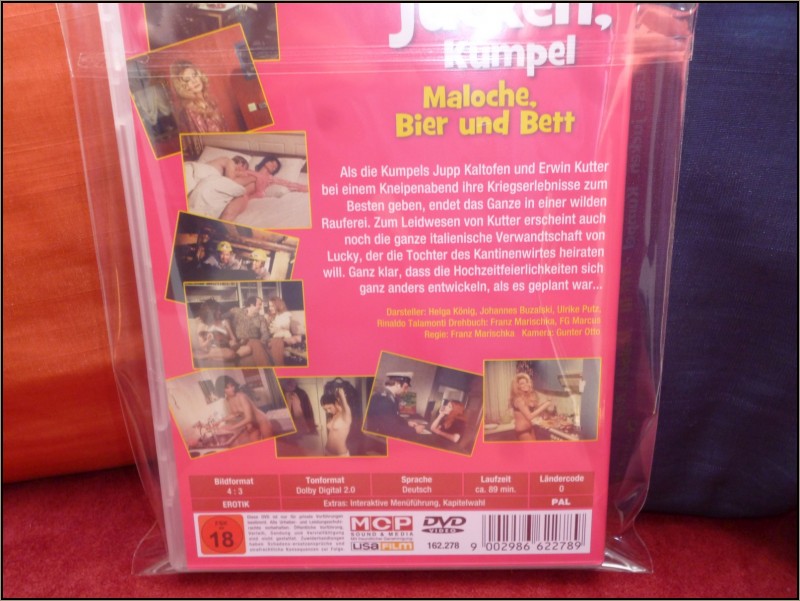 Jucken,
Kumpel
Maloche,
Bier und Bett
Als die Kumpels Jupp Kaltofen und Erwin Kutter
bei einem Kneipenabend ihre Kriegserlebnisse zum
Besten geben, endet das Ganze in einer wilden
Rauferei. Zum Leidwesen von Kutter erscheint auch
noch die ganze italienische Verwandtschaft von
Lucky, der die Tochter des Kantinenwirtes heiraten
will. Ganz klar, dass die Hochzeitfeierlichkeiten sich
ganz anders entwickeln, als es geplant war...
Darsteller: Helga König, Johannes Buzalski, Ulrike Putz,
Rinaldo Talamonti Drehbuch: Franz Marischka, FG Marcus
Regie: Franz Marischka Kamera: Gunter Otto
Bildformat Tonformat Sprache Laufzeit Ländercode
4 : 3 Dolby Digital 2.0 Deutsch ca. 89 min. 0
EROTIK Extras: Interaktive Menüführung, Kapitelwahl PAL
FSK
ab
18
MCP
SOUND & MEDIA
LISA FILM
DVD
VIDEO
162.278
9 002986 622789